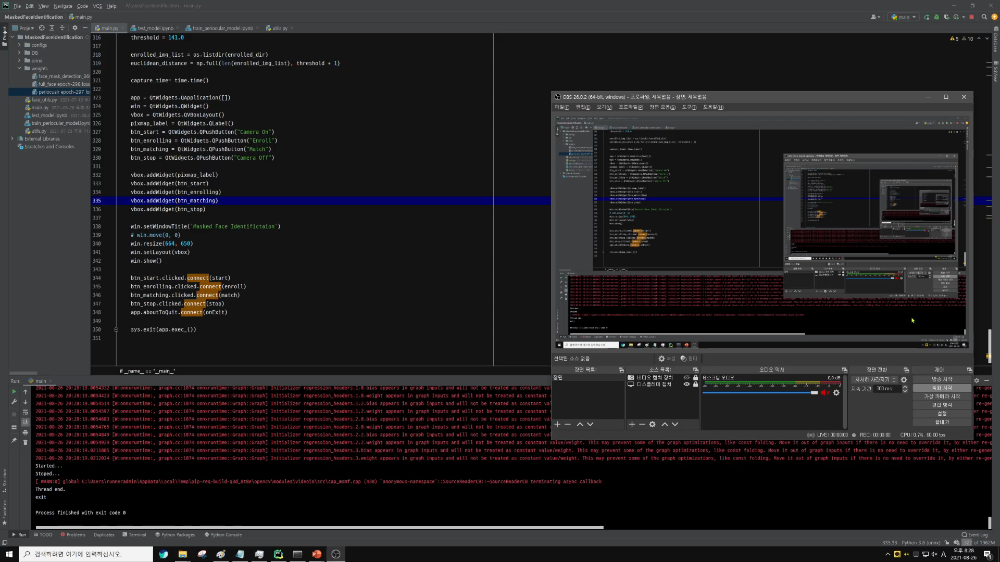 File Edit View Navigate Code VCS Help MaskedFaceIdentification – main.py
MaskedFaceIdentification main.py main
Proje main.py test_model.ipynb train_periocular_model.ipynb utils.py
MaskedFaceIdentification
configs
DB
onnx
weights
face_mask_detection_360
full_face epoch-298 loss
periocualr epoch-297 los
face_utils.py 2021-07-19
main.py 2021-08-26 오후 8
test_model.ipynb 2021-08
train_periocular_model.ipynb
utils.py 2021-07-23 오후 1
External Libraries
Scratches and Consoles
Project
Structure
Favorites
Database
SciView
5 10
316 threshold = 141.0
317
318 enrolled_img_list = os.listdir(enrolled_dir)
319 euclidean_distance = np.full(len(enrolled_img_list), threshold + 1)
320
321 capture_time= time.time()
322
323 app = QtWidgets.QApplication([])
324 win = QtWidgets.QWidget()
325 vbox = QtWidgets.QVBoxLayout()
326 pixmap_label = QtWidgets.QLabel()
327 btn_start = QtWidgets.QPushButton("Camera On")
328 btn_enrolling = QtWidgets.QPushButton("Enroll")
329 btn_matching = QtWidgets.QPushButton("Match")
330 btn_stop = QtWidgets.QPushButton("Camera Off")
331
332 vbox.addWidget(pixmap_label)
333 vbox.addWidget(btn_start)
334 vbox.addWidget(btn_enrolling)
335 vbox.addWidget(btn_matching)
336 vbox.addWidget(btn_stop)
337
338 win.setWindowTitle('Masked Face Identifictaion')
339 # win.move(0, 0)
340 win.resize(664, 650)
341 win.setLayout(vbox)
342 win.show()
343
344 btn_start.clicked.connect(start)
345 btn_enrolling.clicked.connect(enroll)
346 btn_matching.clicked.connect(match)
347 btn_stop.clicked.connect(stop)
348 app.aboutToQuit.connect(onExit)
349
350 sys.exit(app.exec_())
351
if __name__ == "__main__"
OBS 26.0.2 (64-bit, windows) - 프로파일: 제목없음 - 장면: 제목없음
파일(F) 편집(E) 보기(V) 프로파일(P) 장면 모음(S) 도구(T) 도움말(H)
선택된 소스 없음 속성 필터
장면 목록: 소스 목록: 오디오 믹서 장면 전환 제어
장면
비디오 캡쳐 장치
디스플레이 캡쳐
데스크탑 오디오 0.0 dB
서서히 사라지기
지속 기간 300 ms
방송 시작
녹화 시작
가상 카메라 시작
편집 방식
설정
끝내기
LIVE: 00:00:00 REC: 00:00:00 CPU: 0,7%, 60,00 fps
Run: main
2021-08-26 20:28:19.0054332 [W:onnxruntime:, graph.cc:1074 onnxruntime::Graph::Graph] Initializer regression_headers.1.0.bias appears in graph inputs and will not be treated as constant val
2021-08-26 20:28:19.0054423 [W:onnxruntime:, graph.cc:1074 onnxruntime::Graph::Graph] Initializer regression_headers.1.0.weight appears in graph inputs and will not be treated as constant v
2021-08-26 20:28:19.0054514 [W:onnxruntime:, graph.cc:1074 onnxruntime::Graph::Graph] Initializer regression_headers.1.2.bias appears in graph inputs and will not be treated as constant val
2021-08-26 20:28:19.0054597 [W:onnxruntime:, graph.cc:1074 onnxruntime::Graph::Graph] Initializer regression_headers.1.2.weight appears in graph inputs and will not be treated as constant v
2021-08-26 20:28:19.0054683 [W:onnxruntime:, graph.cc:1074 onnxruntime::Graph::Graph] Initializer regression_headers.2.0.bias appears in graph inputs and will not be treated as constant val
2021-08-26 20:28:19.0054765 [W:onnxruntime:, graph.cc:1074 onnxruntime::Graph::Graph] Initializer regression_headers.2.0.weight appears in graph inputs and will not be treated as constant v
2021-08-26 20:28:19.0054849 [W:onnxruntime:, graph.cc:1074 onnxruntime::Graph::Graph] Initializer regression_headers.2.2.bias appears in graph inputs and will not be treated as constant val
2021-08-26 20:28:19.0054929 [W:onnxruntime:, graph.cc:1074 onnxruntime::Graph::Graph] Initializer regression_headers.2.2.weight appears in graph inputs and will not be treated as constant value/weight. This may prevent some of the graph optimizations, like const folding. Move it out of graph inputs if there is no need to override it, by either re-gen
2021-08-26 20:28:19.0211805 [W:onnxruntime:, graph.cc:1074 onnxruntime::Graph::Graph] Initializer regression_headers.3.bias appears in graph inputs and will not be treated as constant value/weight. This may prevent some of the graph optimizations, like const folding. Move it out of graph inputs if there is no need to override it, by either re-gener
2021-08-26 20:28:19.0212034 [W:onnxruntime:, graph.cc:1074 onnxruntime::Graph::Graph] Initializer regression_headers.3.weight appears in graph inputs and will not be treated as constant value/weight. This may prevent some of the graph optimizations, like const folding. Move it out of graph inputs if there is no need to override it, by either re-gen
Started...
Stoped...
[ WARN:0] global C:\Users\runneradmin\AppData\Local\Temp\pip-req-build-q3d_8t8e\opencv\modules\videoio\src\cap_msmf.cpp (438) `anonymous-namespace'::SourceReaderCB::~SourceReaderCB terminating async callback
Thread end.
exit
Process finished with exit code 0
Run TODO Problems Duplicates Terminal Python Packages Python Console Event Log
335:33 Python 3.8 (onnx) 527 of 1962M
검색하려면 여기에 입력하십시오. 44 A 오후 8:28
2021-08-26